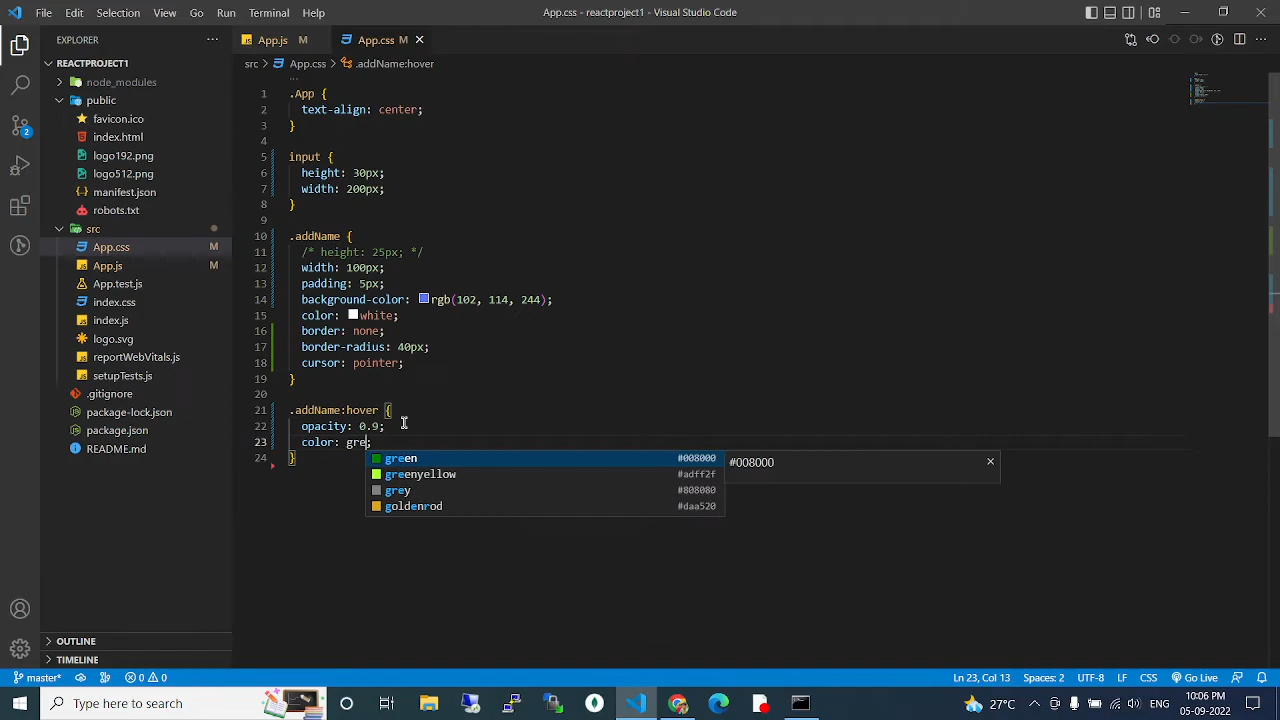 File Edit Selection View Go Run Terminal Help
App.css - reactproject1 - Visual Studio Code
EXPLORER
REACTPROJECT1
node_modules
public
favicon.ico
index.html
logo192.png
logo512.png
manifest.json
robots.txt
src
App.css M
App.js M
App.test.js
index.css
index.js
logo.svg
reportWebVitals.js
setupTests.js
.gitignore
package-lock.json
package.json
README.md
OUTLINE
TIMELINE
2
App.js M
App.css M
src > App.css > .addName:hover
...
1 .App {
2 text-align: center;
3 }
4
5 input {
6 height: 30px;
7 width: 200px;
8 }
9
10 .addName {
11 /* height: 25px; */
12 width: 100px;
13 padding: 5px;
14 background-color: rgb(102, 114, 244);
15 color: white;
16 border: none;
17 border-radius: 40px;
18 cursor: pointer;
19 }
20
21 .addName:hover {
22 opacity: 0.9;
23 color: gre;
24 }
green #008000
greenyellow #adff2f
grey #808080
goldenrod #daa520
#008000
master* 0 0
Ln 23, Col 13 Spaces: 2 UTF-8 LF CSS Go Live
Type here to search
ENG
10:06 PM
05-09-2022